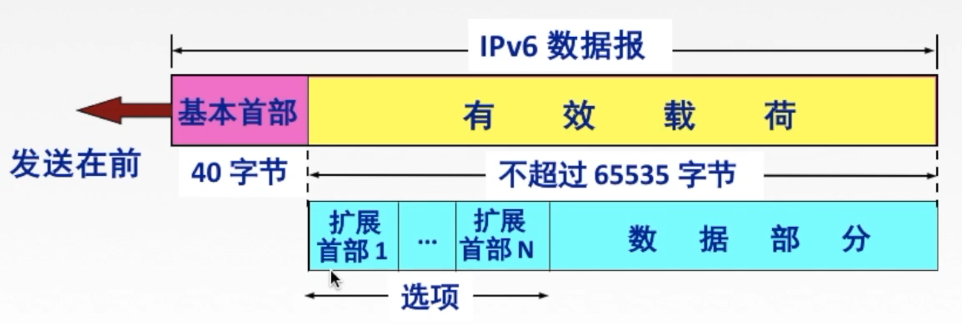 IPv6 数据报
基本首部
有效载荷
发送在前
40 字节
不超过 65535 字节
扩展
首部 1
...
扩展
首部 N
数据部分
选项